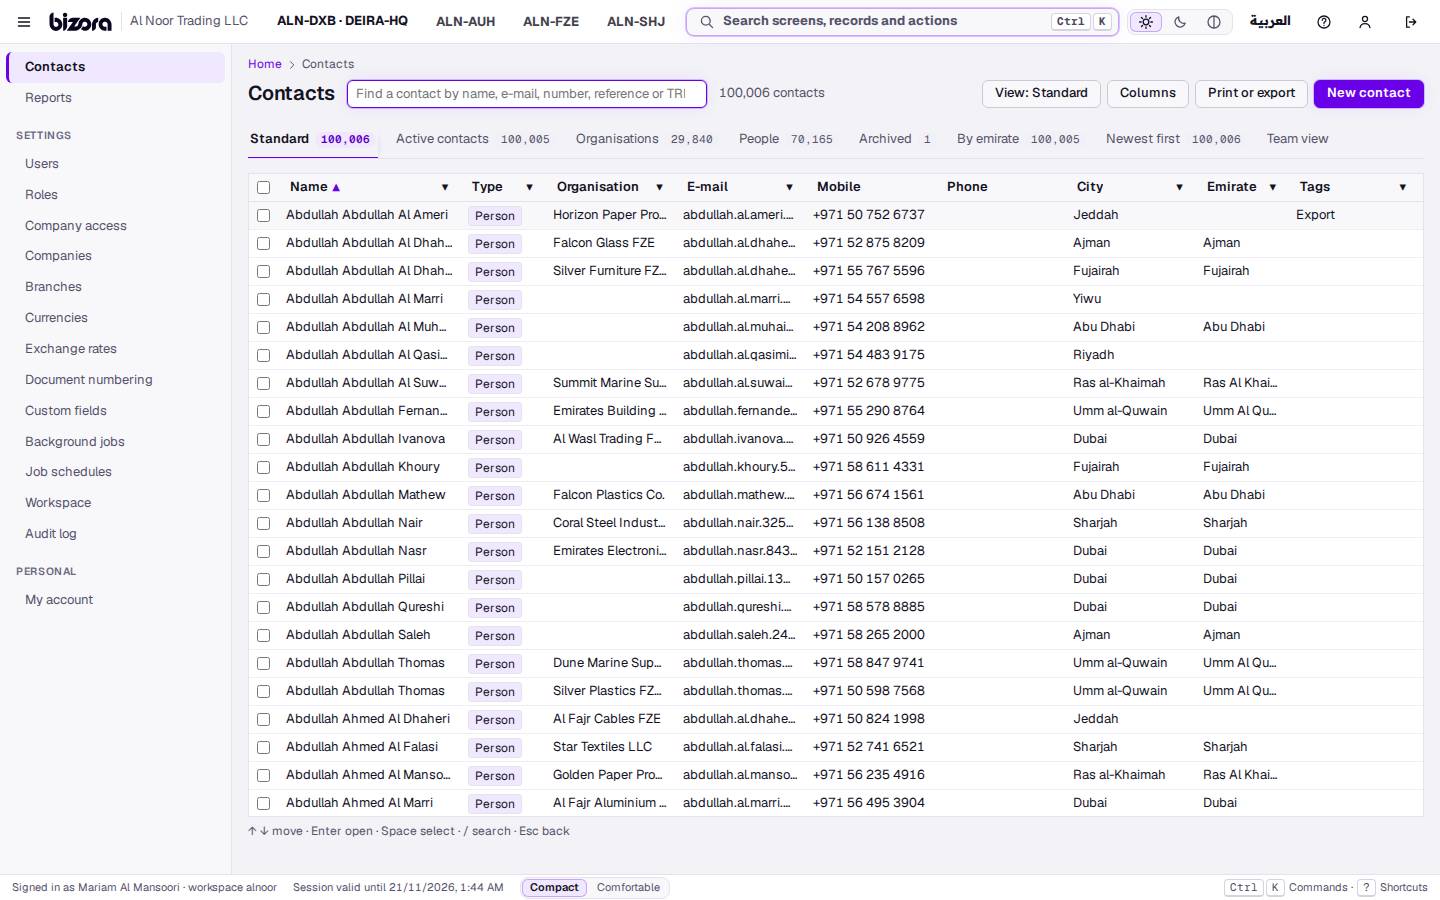 bizora Al Noor Trading LLC ALN-DXB · DEIRA-HQ ALN-AUH ALN-FZE ALN-SHJ Search screens, records and actions Ctrl K العربية
Contacts
Reports
SETTINGS
Users
Roles
Company access
Companies
Branches
Currencies
Exchange rates
Document numbering
Custom fields
Background jobs
Job schedules
Workspace
Audit log
PERSONAL
My account
Home > Contacts
Contacts Find a contact by name, e-mail, number, reference or TRI 100,006 contacts View: Standard Columns Print or export New contact
Standard 100,006 Active contacts 100,005 Organisations 29,840 People 70,165 Archived 1 By emirate 100,005 Newest first 100,006 Team view
Name ▲ ▼ Type ▼ Organisation ▼ E-mail ▼ Mobile Phone City ▼ Emirate ▼ Tags ▼
Abdullah Abdullah Al Ameri Person Horizon Paper Pro... abdullah.al.ameri.... +971 50 752 6737 Jeddah Export
Abdullah Abdullah Al Dhah... Person Falcon Glass FZE abdullah.al.dhahe... +971 52 875 8209 Ajman Ajman
Abdullah Abdullah Al Dhah... Person Silver Furniture FZ... abdullah.al.dhahe... +971 55 767 5596 Fujairah Fujairah
Abdullah Abdullah Al Marri Person abdullah.al.marri.... +971 54 557 6598 Yiwu
Abdullah Abdullah Al Muh... Person abdullah.al.muhai... +971 54 208 8962 Abu Dhabi Abu Dhabi
Abdullah Abdullah Al Qasi... Person abdullah.al.qasimi... +971 54 483 9175 Riyadh
Abdullah Abdullah Al Suw... Person Summit Marine Su... abdullah.al.suwai... +971 52 678 9775 Ras al-Khaimah Ras Al Khai...
Abdullah Abdullah Fernan... Person Emirates Building ... abdullah.fernande... +971 55 290 8764 Umm al-Quwain Umm Al Qu...
Abdullah Abdullah Ivanova Person Al Wasl Trading F... abdullah.ivanova.... +971 50 926 4559 Dubai Dubai
Abdullah Abdullah Khoury Person abdullah.khoury.5... +971 58 611 4331 Fujairah Fujairah
Abdullah Abdullah Mathew Person Falcon Plastics Co. abdullah.mathew.... +971 56 674 1561 Abu Dhabi Abu Dhabi
Abdullah Abdullah Nair Person Coral Steel Indust... abdullah.nair.325... +971 56 138 8508 Sharjah Sharjah
Abdullah Abdullah Nasr Person Emirates Electroni... abdullah.nasr.843... +971 52 151 2128 Dubai Dubai
Abdullah Abdullah Pillai Person abdullah.pillai.13... +971 50 157 0265 Dubai Dubai
Abdullah Abdullah Qureshi Person abdullah.qureshi.... +971 58 578 8885 Dubai Dubai
Abdullah Abdullah Saleh Person abdullah.saleh.24... +971 58 265 2000 Ajman Ajman
Abdullah Abdullah Thomas Person Dune Marine Sup... abdullah.thomas.... +971 58 847 9741 Umm al-Quwain Umm Al Qu...
Abdullah Abdullah Thomas Person Silver Plastics FZ... abdullah.thomas.... +971 50 598 7568 Umm al-Quwain Umm Al Qu...
Abdullah Ahmed Al Dhaheri Person Al Fajr Cables FZE abdullah.al.dhahe... +971 50 824 1998 Jeddah
Abdullah Ahmed Al Falasi Person Star Textiles LLC abdullah.al.falasi.... +971 52 741 6521 Sharjah Sharjah
Abdullah Ahmed Al Manso... Person Golden Paper Pro... abdullah.al.manso... +971 56 235 4916 Ras al-Khaimah Ras Al Khai...
Abdullah Ahmed Al Marri Person Al Fajr Aluminium ... abdullah.al.marri.... +971 56 495 3904 Dubai Dubai
↑ ↓ move · Enter open · Space select · / search · Esc back
Signed in as Mariam Al Mansoori · workspace alnoor Session valid until 21/11/2026, 1:44 AM Compact Comfortable Ctrl K Commands · ? Shortcuts